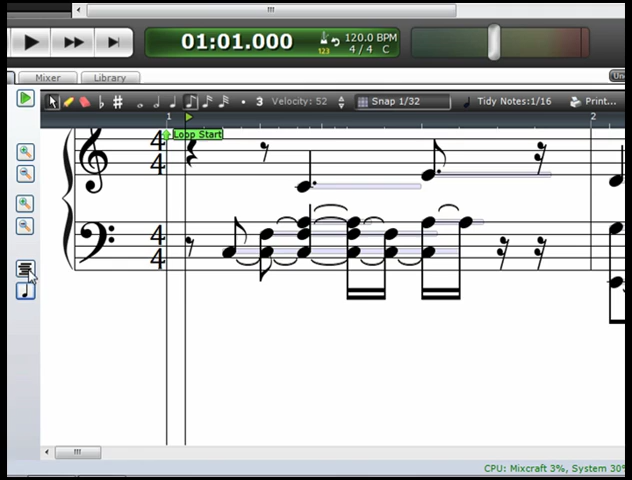 01:01.000
123
120.0 BPM
4 / 4 C
Mixer
Library
3
Velocity: 52
Snap 1/32
Tidy Notes:1/16
Print...
1
2
Loop Start
4
4
4
4
CPU: Mixcraft 3%, System 30%